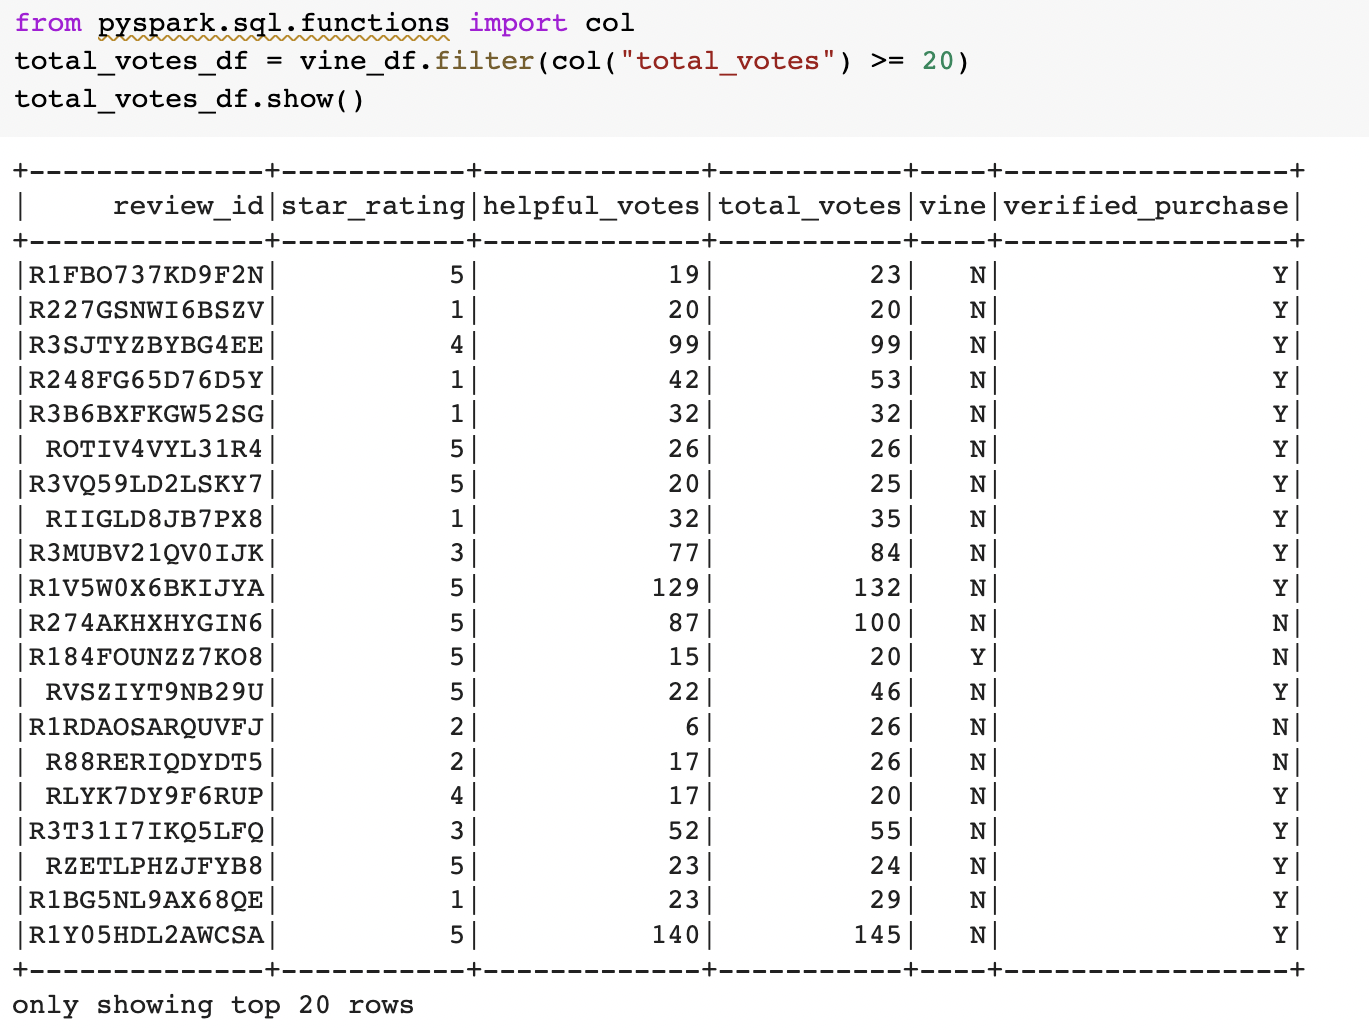 from pyspark.sql.functions import col
total_votes_df = vine_df.filter(col("total_votes") >= 20)
total_votes_df.show()
+--------------+-----------+-------------+-----------+----+-----------------+
|     review_id|star_rating|helpful_votes|total_votes|vine|verified_purchase|
+--------------+-----------+-------------+-----------+----+-----------------+
|R1FBO737KD9F2N|          5|           19|         23|   N|                Y|
|R227GSNWI6BSZV|          1|           20|         20|   N|                Y|
|R3SJTYZBYBG4EE|          4|           99|         99|   N|                Y|
|R248FG65D76D5Y|          1|           42|         53|   N|                Y|
|R3B6BXFKGW52SG|          1|           32|         32|   N|                Y|
| ROTIV4VYL31R4|          5|           26|         26|   N|                Y|
|R3VQ59LD2LSKY7|          5|           20|         25|   N|                Y|
| RIIGLD8JB7PX8|          1|           32|         35|   N|                Y|
|R3MUBV21QV0IJK|          3|           77|         84|   N|                Y|
|R1V5W0X6BKIJYA|          5|          129|        132|   N|                Y|
|R274AKHXHYGIN6|          5|           87|        100|   N|                N|
|R184FOUNZZ7KO8|          5|           15|         20|   Y|                N|
| RVSZIYT9NB29U|          5|           22|         46|   N|                Y|
|R1RDAOSARQUVFJ|          2|            6|         26|   N|                N|
| R88RERIQDYDT5|          2|           17|         26|   N|                N|
| RLYK7DY9F6RUP|          4|           17|         20|   N|                Y|
|R3T31I7IKQ5LFQ|          3|           52|         55|   N|                Y|
| RZETLPHZJFYB8|          5|           23|         24|   N|                Y|
|R1BG5NL9AX68QE|          1|           23|         29|   N|                Y|
|R1Y05HDL2AWCSA|          5|          140|        145|   N|                Y|
+--------------+-----------+-------------+-----------+----+-----------------+
only showing top 20 rows